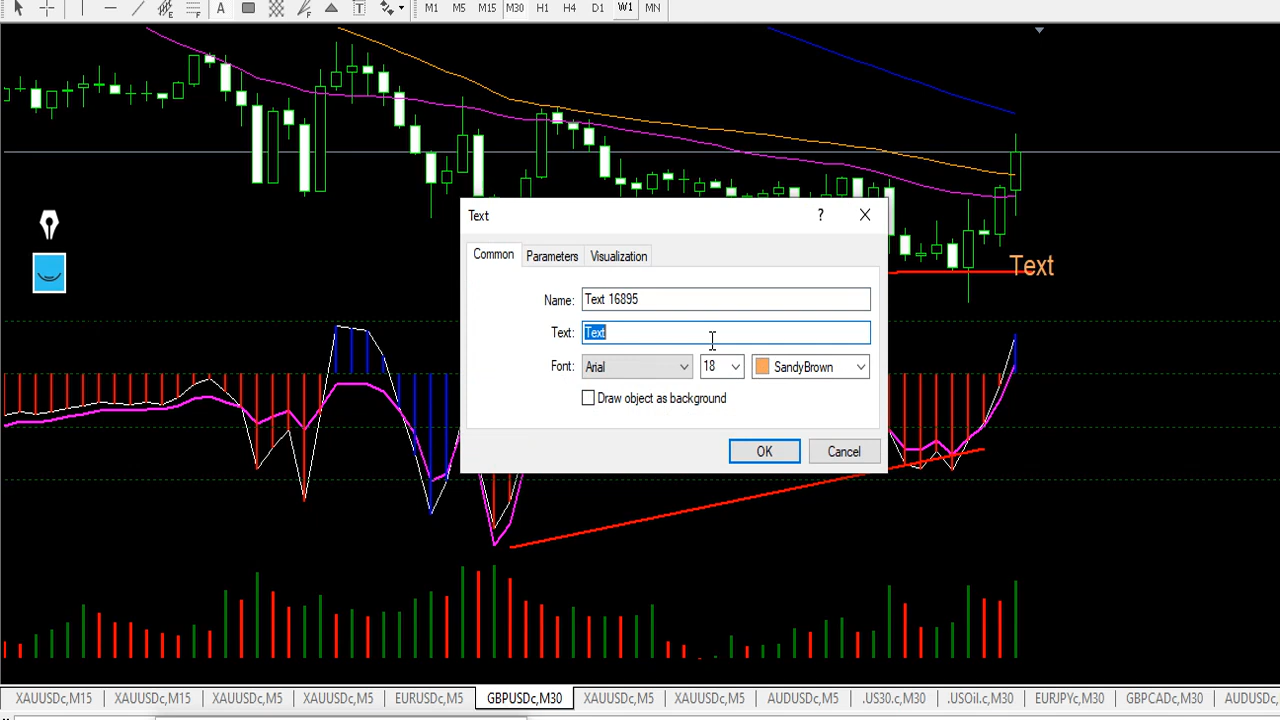 A T M1 M5 M15 M30 H1 H4 D1 W1 MN
Text ?
Common Parameters Visualization
Text
Name: Text 16895
Text: Text
Font: Arial 18 SandyBrown
Draw object as background
OK Cancel
XAUUSDc,M15 XAUUSDc,M15 XAUUSDc,M5 XAUUSDc,M5 EURUSDc,M5 GBPUSDc,M30 XAUUSDc,M5 XAUUSDc,M5 AUDUSDc,M5 .US30.c,M30 .USOil.c,M30 EURJPYc,M30 GBPCADc,M30 AUDUSDc,